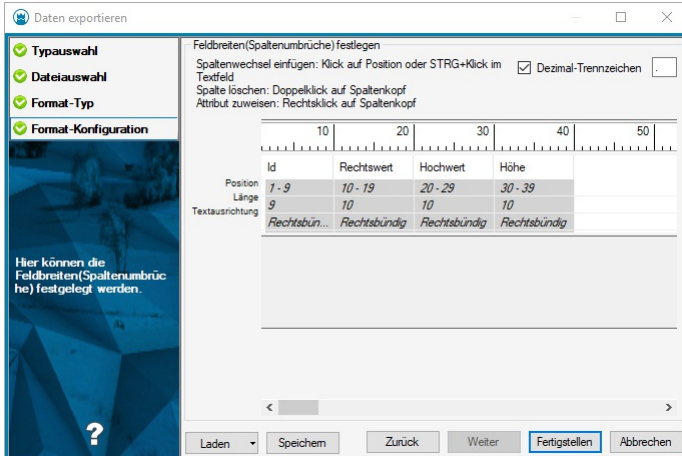 Daten exportieren
Typauswahl
Dateiauswahl
Format-Typ
Format-Konfiguration
Hier können die
Feldbreiten(Spaltenumbrüc
he) festgelegt werden.
?
Feldbreiten(Spaltenumbrüche) festlegen
Spaltenwechsel einfügen: Klick auf Position oder STRG+Klick im
Textfeld
Spalte löschen: Doppelklick auf Spaltenkopf
Attribut zuweisen: Rechtsklick auf Spaltenkopf
Dezimal-Trennzeichen .
10 20 30 40 50
Id Rechtswert Hochwert Höhe
Position 1 - 9 10 - 19 20 - 29 30 - 39
Länge 9 10 10 10
Textausrichtung Rechtsbün... Rechtsbündig Rechtsbündig Rechtsbündig
Laden Speichern Zurück Weiter Fertigstellen Abbrechen